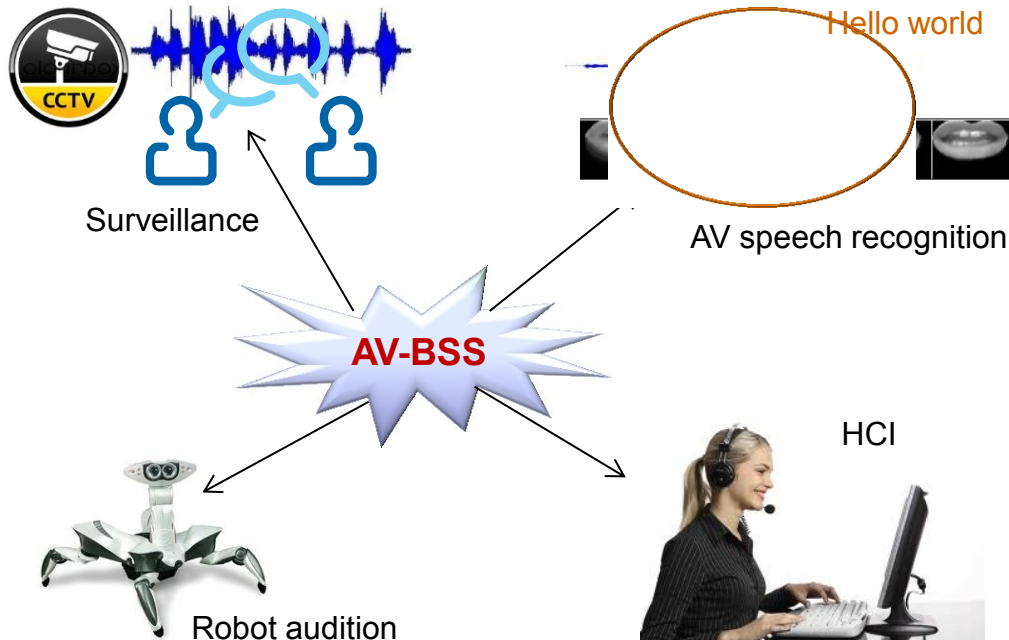 Hello world
CCTV
Surveillance
AV speech recognition
AV-BSS
HCI
Robot audition